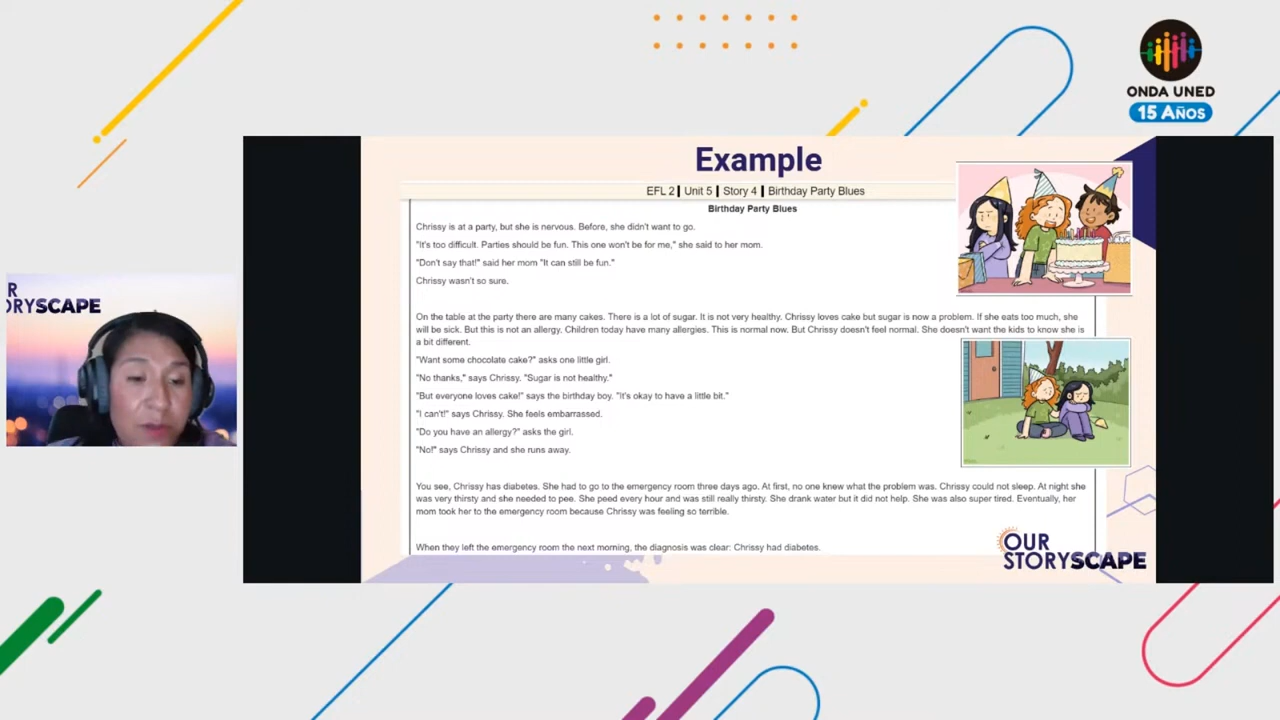 ONDA UNED
15 AÑOS
Example
EFL 2 | Unit 5 | Story 4 | Birthday Party Blues
Birthday Party Blues
Chrissy is at a party, but she is nervous. Before, she didn't want to go.
"It's too difficult. Parties should be fun. This one won't be for me," she said to her mom.
"Don't say that!" said her mom "It can still be fun."
Chrissy wasn't so sure.
On the table at the party there are many cakes. There is a lot of sugar. It is not very healthy. Chrissy loves cake but sugar is now a problem. If she eats too much, she
will be sick. But this is not an allergy. Children today have many allergies. This is normal now. But Chrissy doesn't feel normal. She doesn't want the kids to know she is
a bit different.
"Want some chocolate cake?" asks one little girl.
"No thanks," says Chrissy. "Sugar is not healthy."
"But everyone loves cake!" says the birthday boy. "It's okay to have a little bit."
"I can't!" says Chrissy. She feels embarrassed.
"Do you have an allergy?" asks the girl.
"No!" says Chrissy and she runs away.
You see, Chrissy has diabetes. She had to go to the emergency room three days ago. At first, no one knew what the problem was. Chrissy could not sleep. At night she
was very thirsty and she needed to pee. She peed every hour and was still really thirsty. She drank water but it did not help. She was also super tired. Eventually, her
mom took her to the emergency room because Chrissy was feeling so terrible.
When they left the emergency room the next morning, the diagnosis was clear: Chrissy had diabetes.
OUR
STORYSCAPE
R
ORYSCAPE